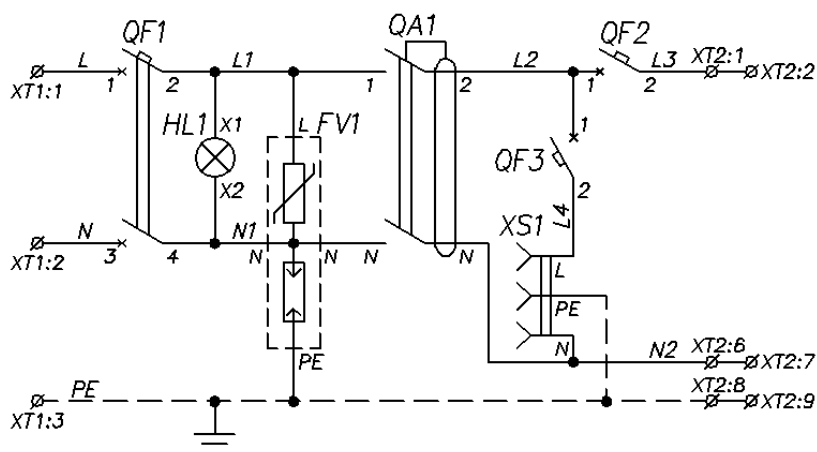 QF1 QA1 QF2
L L1 L2 L3 XT2:1
XT1:1 1 2 1 2 1 2 XT2:2
HL1 X1 L FV1 1
X2 QF3 2
L4
XS1
N N1
XT1:2 3 4 N N N N L
PE
N N2 XT2:6
PE XT2:7
PE XT2:8
XT1:3 XT2:9